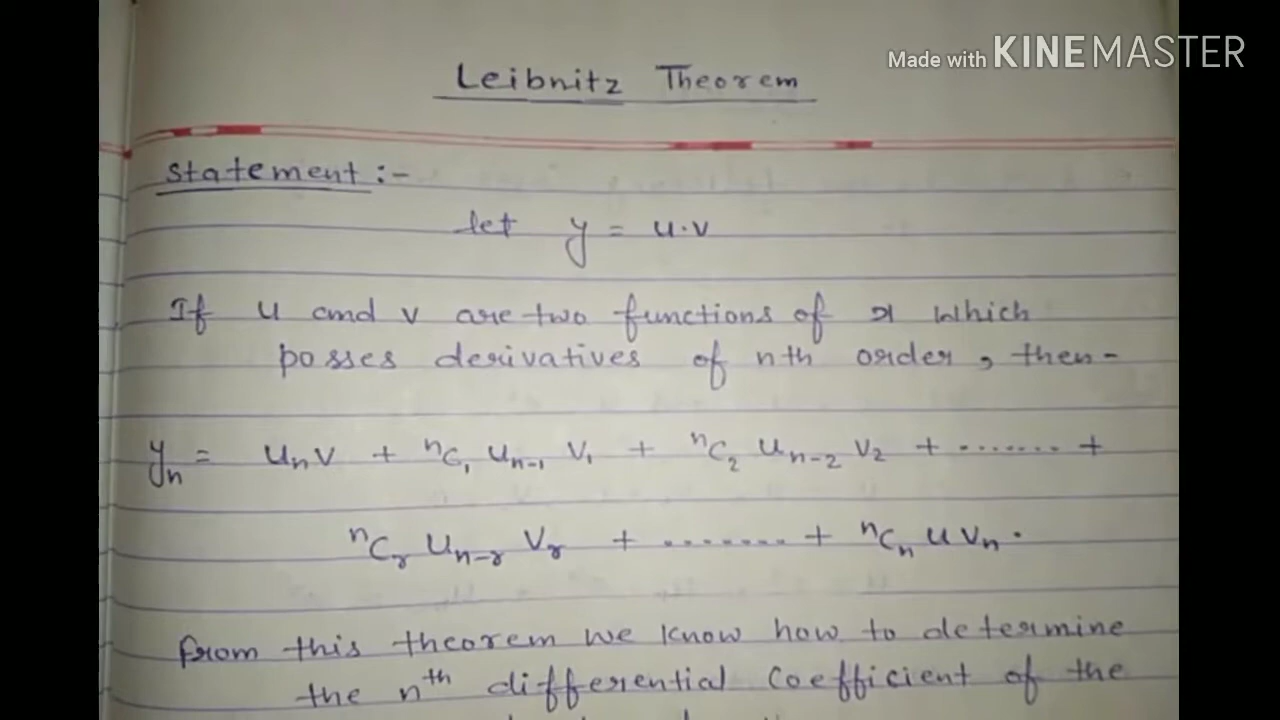 Made with KINEMASTER
Leibnitz Theorem
Statement :-
let y = u.v
If u and v are two functions of x which
posses derivatives of nth order, then-
yₙ = uₙv + ⁿC₁ uₙ₋₁ v₁ + ⁿC₂ uₙ₋₂ v₂ + ........ +
ⁿCᵣ uₙ₋ᵣ vᵣ + ........ + ⁿCₙ u vₙ .
from this theorem we know how to determine
the nᵗʰ differential coefficient of the